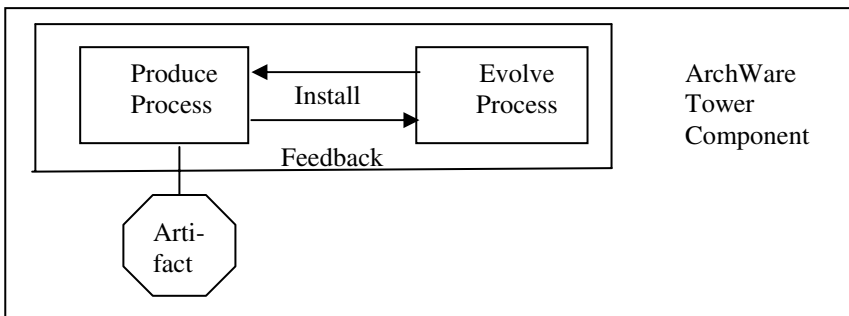 Produce
Process
Install
Evolve
Process
Feedback
ArchWare
Tower
Component
Arti-
fact